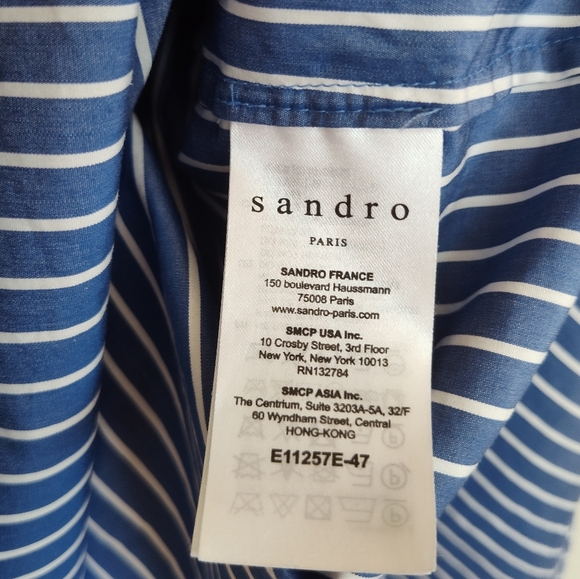 sandro
PARIS
SANDRO FRANCE
150 boulevard Haussmann
75008 Paris
www.sandro-paris.com
SMCP USA Inc.
10 Crosby Street, 3rd Floor
New York, New York 10013
RN132784
SMCP ASIA Inc.
The Centrium, Suite 3203A-5A, 32/F
60 Wyndham Street, Central
HONG-KONG
E11257E-47